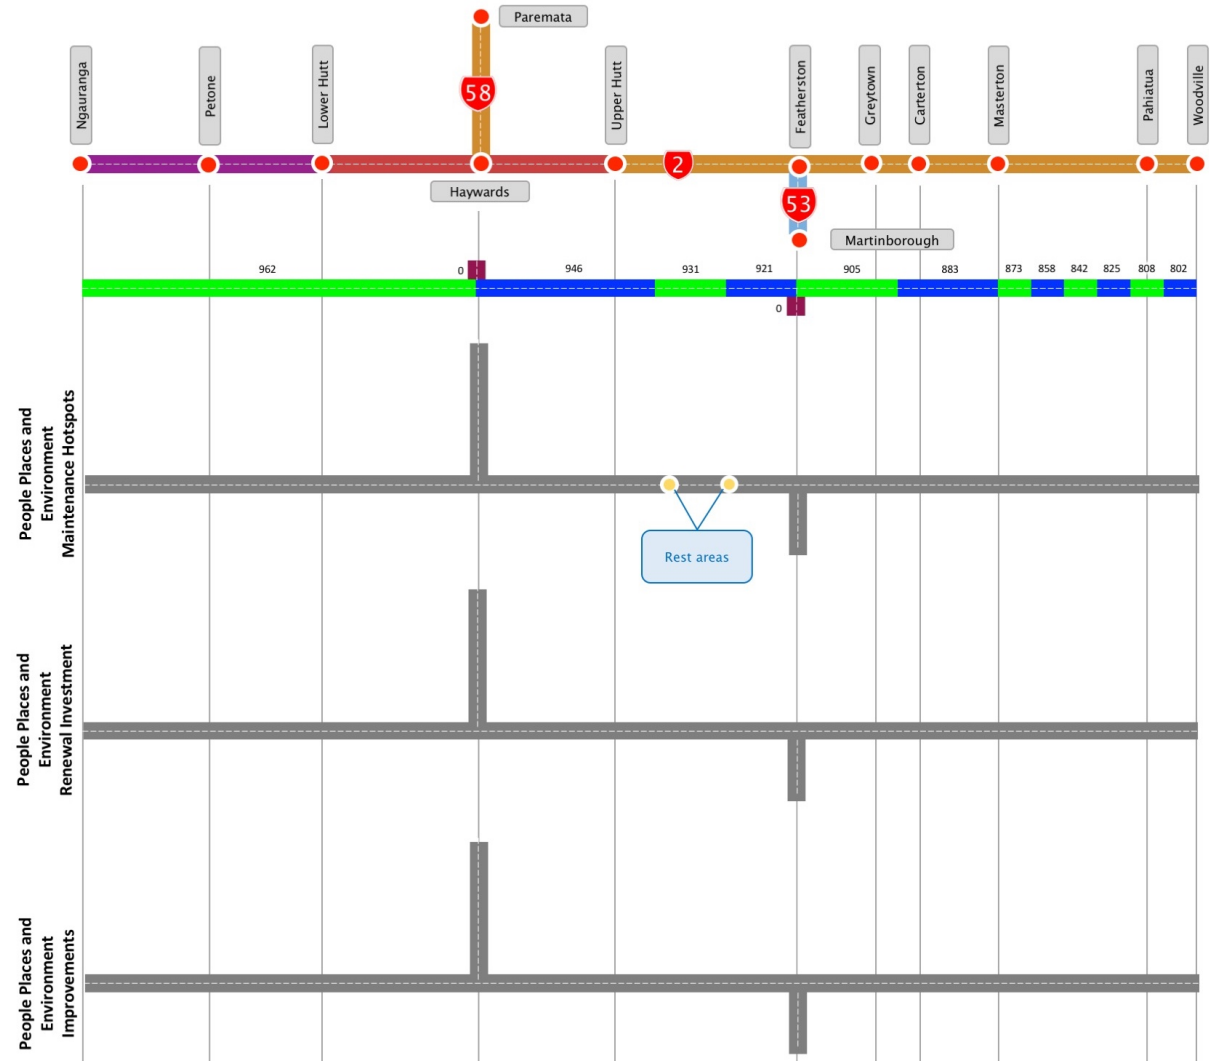 Paremata
Ngauranga
Petone
Lower Hutt
58
Upper Hutt
Featherston
Greytown
Carterton
Masterton
Pahiatua
Woodville
2
Haywards
53
Martinborough
962
0
946
931
921
905
883
873
858
842
825
808
802
0
People Places and
Environment
Maintenance Hotspots
Rest areas
People Places and
Environment
Renewal Investment
People Places and
Environment
Improvements